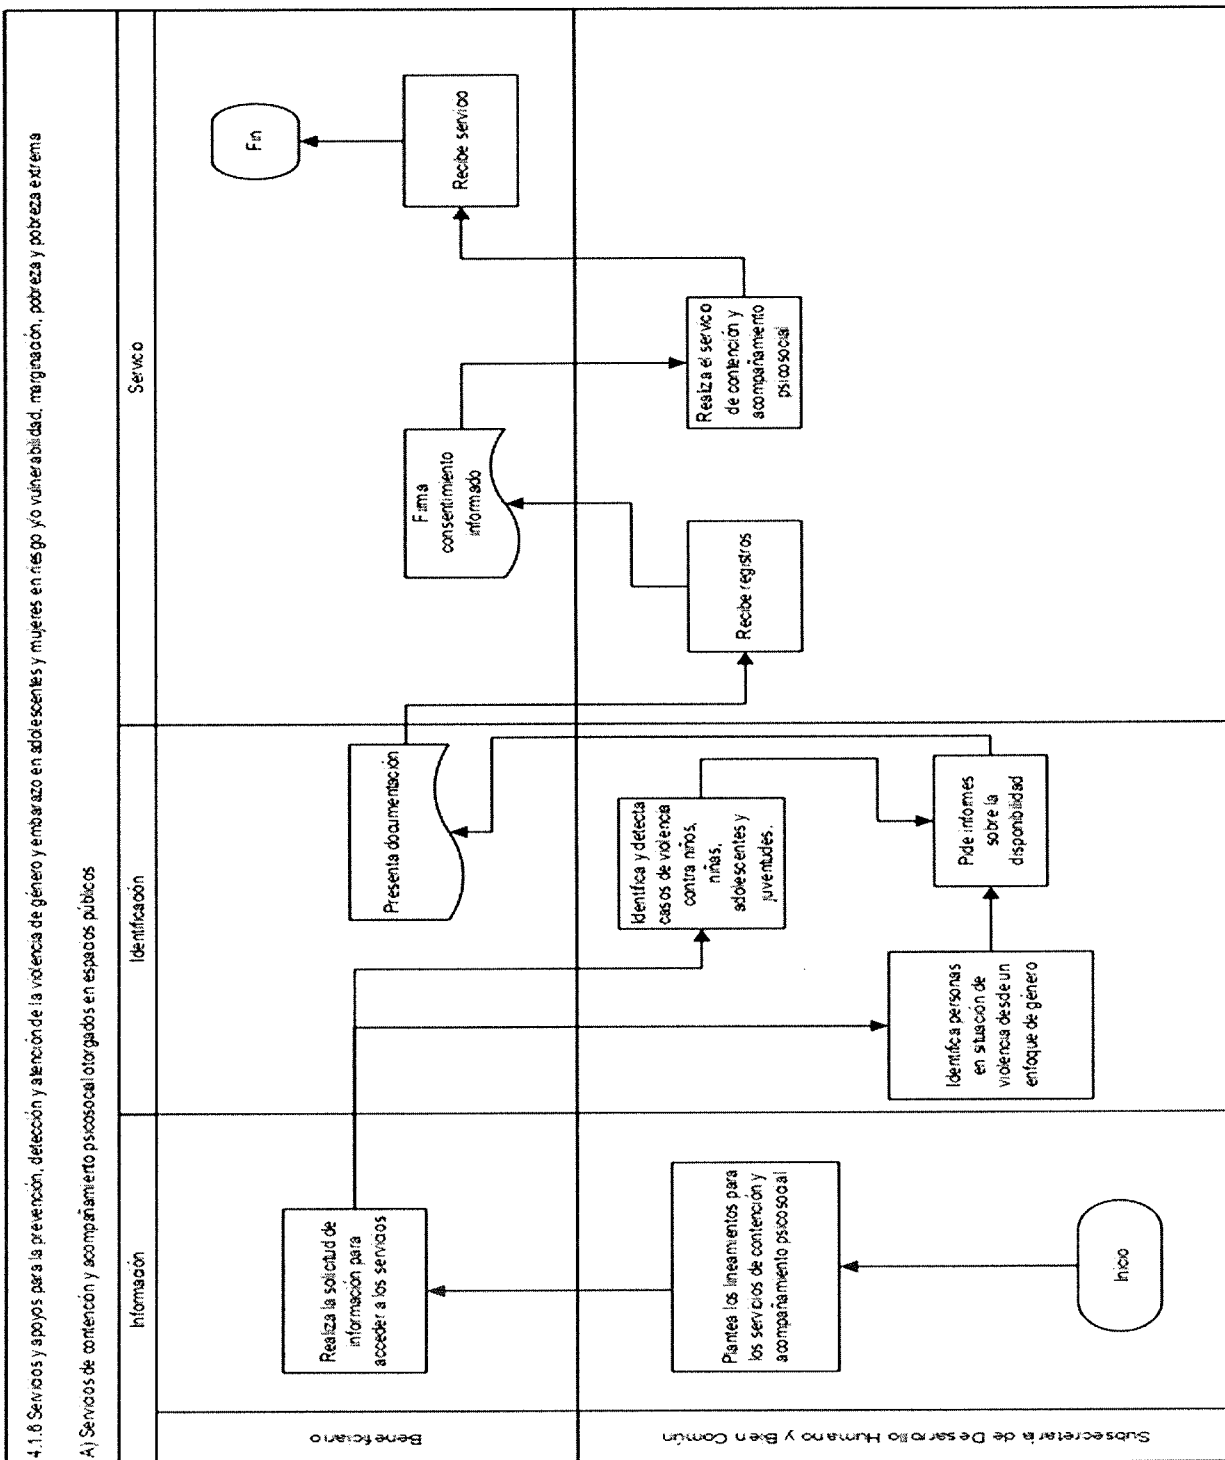 4.1.6 Servicios y apoyos para la prevención, detección y atención de la violencia de género y embarazo en adolescentes y mujeres en riesgo y/o vulnerabilidad, marginación, pobreza y pobreza extrema
A) Servicios de contención y acompañamiento psicosocial otorgados en espacios públicos
Información
Identificación
Servicio
Beneficiario
Realiza la solicitud de
información para
acceder a los servicios
Presenta documentación
Firma
consentimiento
informado
Recibe servicio
Fin
Subsecretaría de Desarrollo Humano y Bien Común
Inicio
Plantea los lineamientos para
los servicios de contención y
acompañamiento psicosocial
Identifica y detecta
casos de violencia
contra niños,
niñas,
adolescentes y
juventudes.
Identifica personas
en situación de
violencia desde un
enfoque de género
Pide informes
sobre la
disponibilidad
Recibe registros
Realiza el servicio
de contención y
acompañamiento
psicosocial